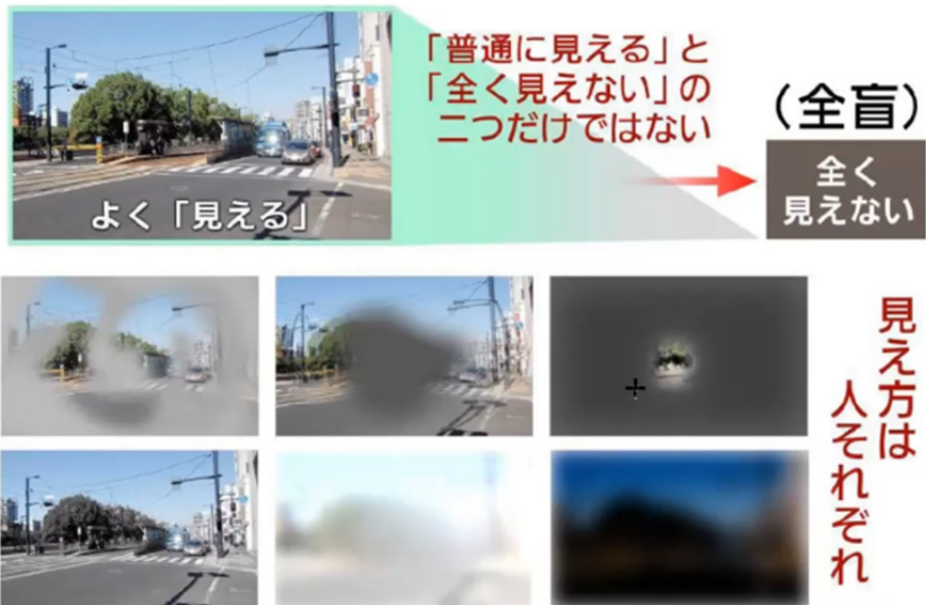 「普通に見える」と
「全く見えない」の
二つだけではない
(全盲)
全く
見えない
よく「見える」
見え方は
人それぞれ